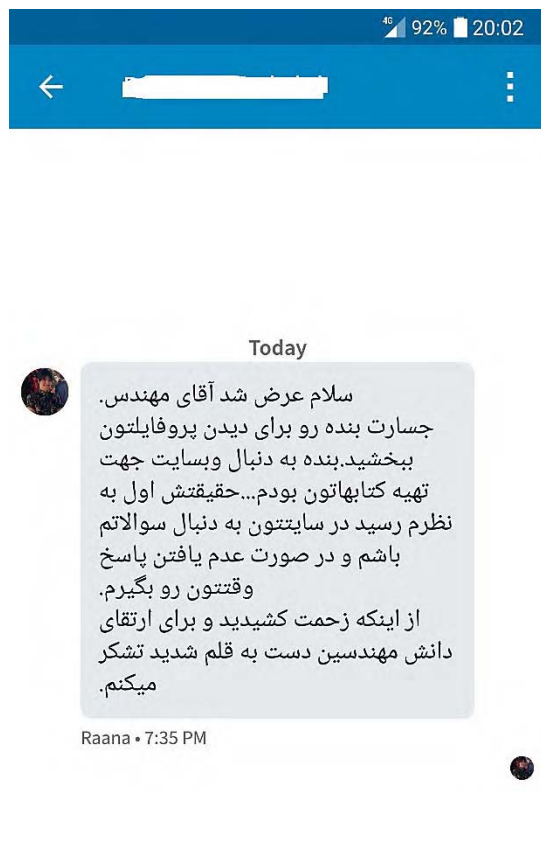 4G 92% 20:02
Today
سلام عرض شد آقای مهندس.
جسارت بنده رو برای دیدن پروفایلتون
ببخشید.بنده به دنبال وبسایت جهت
تهیه کتابهاتون بودم...حقیقتش اول به
نظرم رسید در سایتتون به دنبال سوالاتم
باشم و در صورت عدم یافتن پاسخ
وقتتون رو بگیرم.
از اینکه زحمت کشیدید و برای ارتقای
دانش مهندسین دست به قلم شدید تشکر
میکنم.
Raana • 7:35 PM